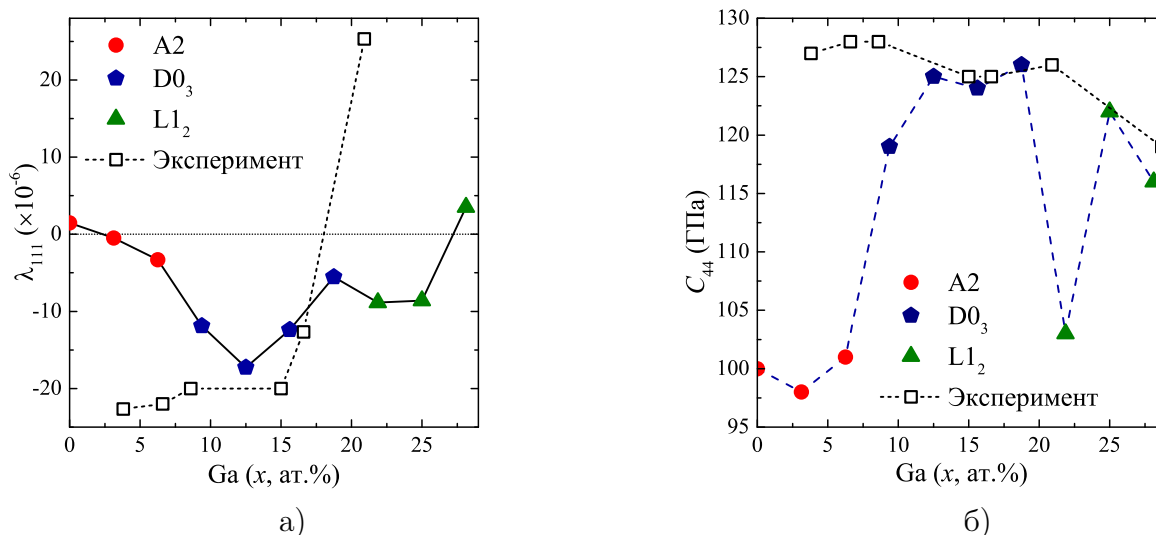 A2
D0₃
L1₂
Эксперимент
λ₁₁₁ (×10⁻⁶)
20
10
0
-10
-20
0 5 10 15 20 25
Ga (x, ат.%)
а)
130
125
120
115
110
105
100
95
C₄₄ (ГПа)
A2
D0₃
L1₂
Эксперимент
0 5 10 15 20 25
Ga (x, ат.%)
б)